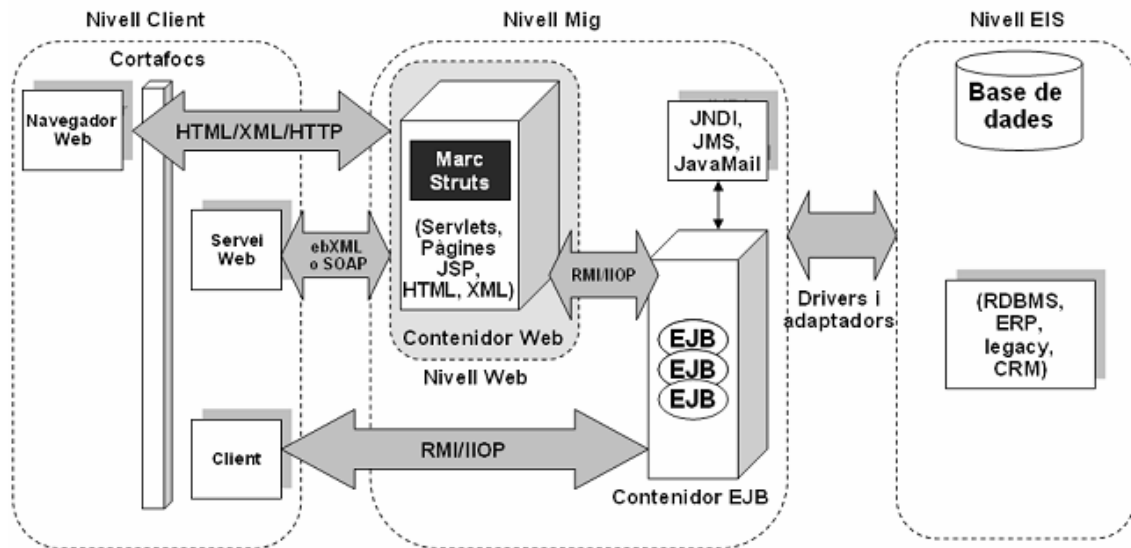 Nivell Client
Nivell Mig
Nivell EIS
Cortafocs
Navegador
Web
HTML/XML/HTTP
Marc
Struts
(Servlets,
Pàgines
JSP,
HTML, XML)
Contenidor Web
Nivell Web
JNDI,
JMS,
JavaMail
Base de
dades
Servei
Web
ebXML
o SOAP
RMI/IIOP
Drivers i
adaptadors
(RDBMS,
ERP,
legacy,
CRM)
EJB
EJB
EJB
Client
RMI/IIOP
Contenidor EJB